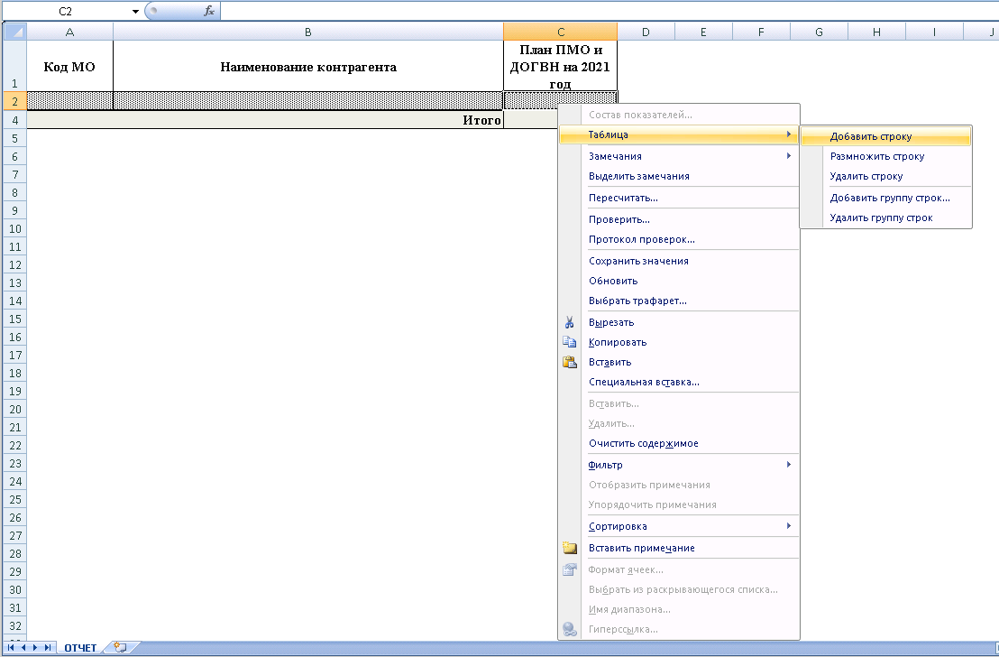 C2
fx
A B C D E F G H I J
1 Код МО Наименование контрагента План ПМО и
ДОГВН на 2021
год
2
4 Итого
5
6
7
8
9
10
11
12
13
14
15
16
17
18
19
20
21
22
23
24
25
26
27
28
29
30
31
32
Состав показателей...
Таблица
Замечания
Выделить замечания
Пересчитать...
Проверить...
Протокол проверок...
Сохранить значения
Обновить
Выбрать трафарет...
Вырезать
Копировать
Вставить
Специальная вставка...
Вставить...
Удалить...
Очистить содержимое
Фильтр
Отобразить примечания
Упорядочить примечания
Сортировка
Вставить примечание
Формат ячеек...
Выбрать из раскрывающегося списка...
Имя диапазона...
Гиперссылка...
Добавить строку
Размножить строку
Удалить строку
Добавить группу строк...
Удалить группу строк
ОТЧЕТ